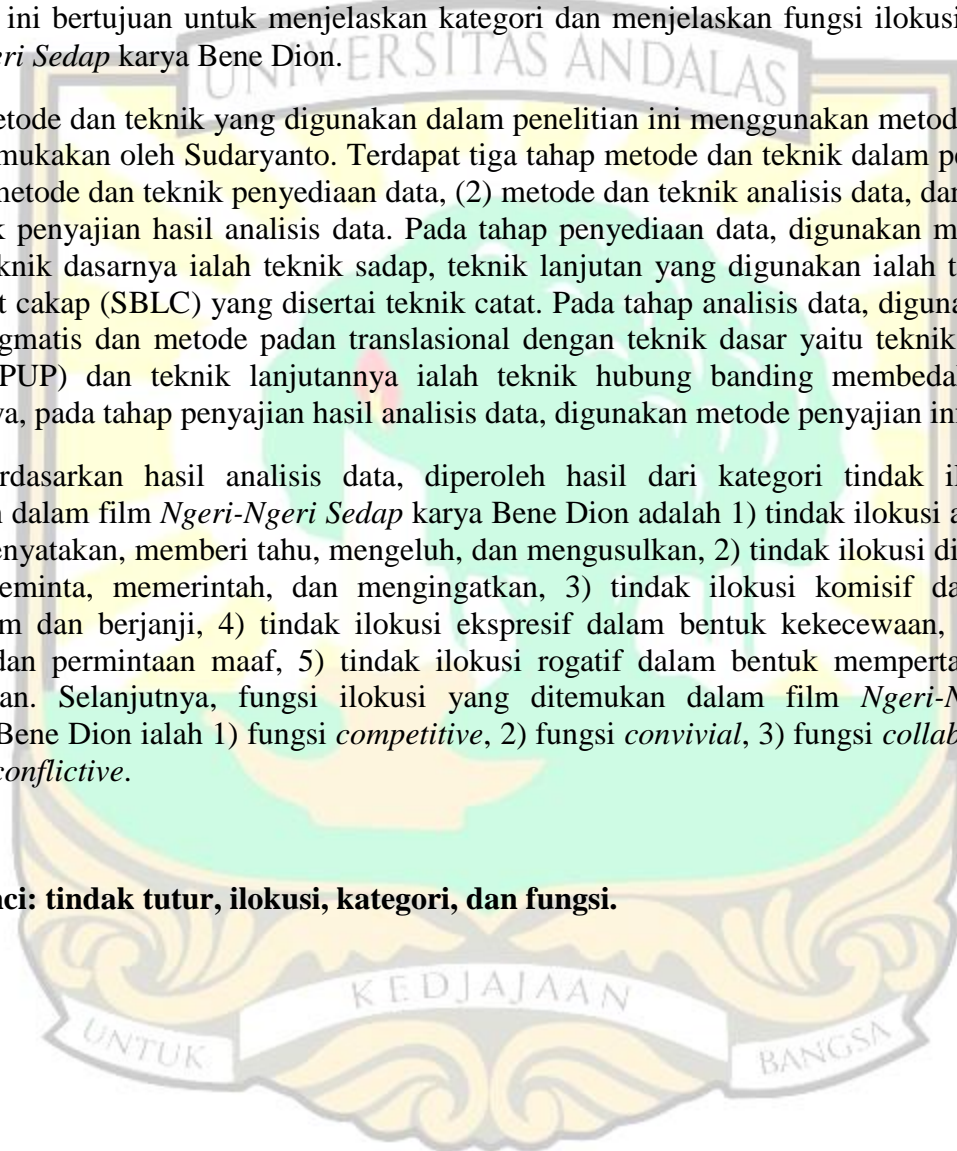 ini bertujuan untuk menjelaskan kategori dan menjelaskan fungsi ilokusi
eri Sedap karya Bene Dion.
etode dan teknik yang digunakan dalam penelitian ini menggunakan metod
mukakan oleh Sudaryanto. Terdapat tiga tahap metode dan teknik dalam pe
netode dan teknik penyediaan data, (2) metode dan teknik analisis data, dan
k penyajian hasil analisis data. Pada tahap penyediaan data, digunakan m
knik dasarnya ialah teknik sadap, teknik lanjutan yang digunakan ialah t
t cakap (SBLC) yang disertai teknik catat. Pada tahap analisis data, diguna
gmatis dan metode padan translasional dengan teknik dasar yaitu teknik
PUP) dan teknik lanjutannya ialah teknik hubung banding membedal
ya, pada tahap penyajian hasil analisis data, digunakan metode penyajian in
rdasarkan hasil analisis data, diperoleh hasil dari kategori tindak il
n dalam film Ngeri-Ngeri Sedap karya Bene Dion adalah 1) tindak ilokusi a
enyatakan, memberi tahu, mengeluh, dan mengusulkan, 2) tindak ilokusi di
eminta, memerintah, dan mengingatkan, 3) tindak ilokusi komisif da
m dan berjanji, 4) tindak ilokusi ekspresif dalam bentuk kekecewaan,
dan permintaan maaf, 5) tindak ilokusi rogatif dalam bentuk memperta
an. Selanjutnya, fungsi ilokusi yang ditemukan dalam film Ngeri-N
Bene Dion ialah 1) fungsi competitive, 2) fungsi convivial, 3) fungsi collab
conflictive.
nci: tindak tutur, ilokusi, kategori, dan fungsi.
UNIVERSITAS ANDALAS
UNTUK KEDJAJAAN BANGSA